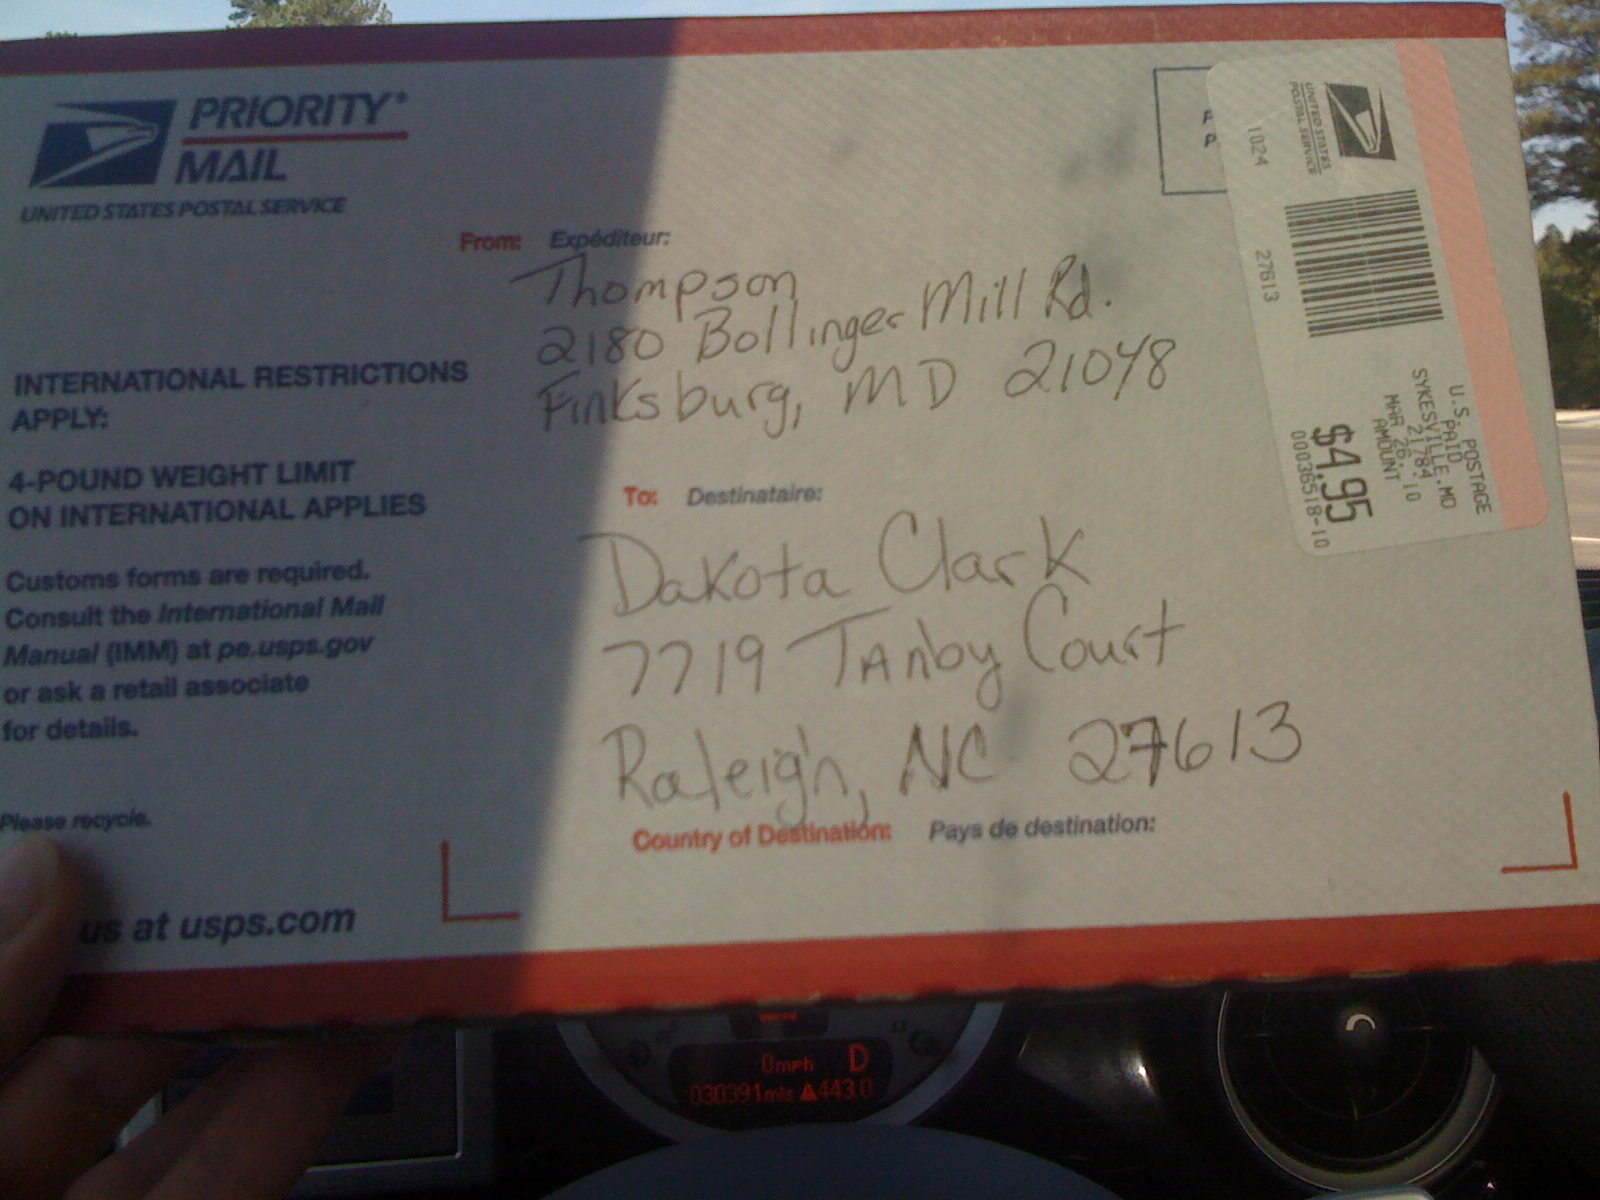 PRIORITY®
MAIL
UNITED STATES POSTAL SERVICE
From: Expéditeur:
Thompson
2180 Bollinger Mill Rd.
Finksburg, MD 21048
INTERNATIONAL RESTRICTIONS
APPLY:
4-POUND WEIGHT LIMIT
ON INTERNATIONAL APPLIES
Customs forms are required.
Consult the International Mail
Manual (IMM) at pe.usps.gov
or ask a retail associate
for details.
Please recycle.
us at usps.com
To: Destinataire:
Dakota Clark
7719 TAnby Court
Raleigh, NC 27613
Country of Destination: Pays de destination:
UNITED STATES
POSTAL SERVICE
1024
27613
U.S. POSTAGE
PAID
SYKESVILLE, MD
21784
MAR 26, 10
AMOUNT
$4.95
00036518-10
0mph D
030391mls 443.0